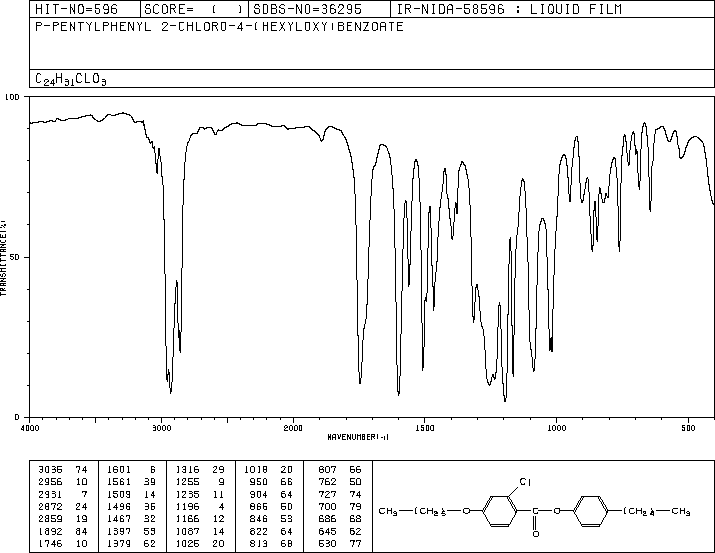 HIT-NO=596 SCORE= ( ) SDBS-NO=36295 IR-NIDA-58596 : LIQUID FILM
P-PENTYLPHENYL 2-CHLORO-4-(HEXYLOXY)BENZOATE
C24H31CLO3
100
50
0
TRANSMITTANCE(%)
4000 3000 2000 1500 1000 500
WAVENUMBER(-1)
3035 74 1601 6 1316 29 1018 20 807 66
2956 10 1561 39 1255 9 950 66 762 50
2931 7 1509 14 1235 11 904 64 727 74
2872 24 1496 36 1196 4 866 50 700 79
2859 19 1467 32 1166 12 846 53 686 68
1892 84 1397 53 1087 14 822 64 645 62
1746 10 1379 62 1025 20 813 68 530 77
Cl
CH3 (CH2)5 O C O (CH2)4 CH3
O